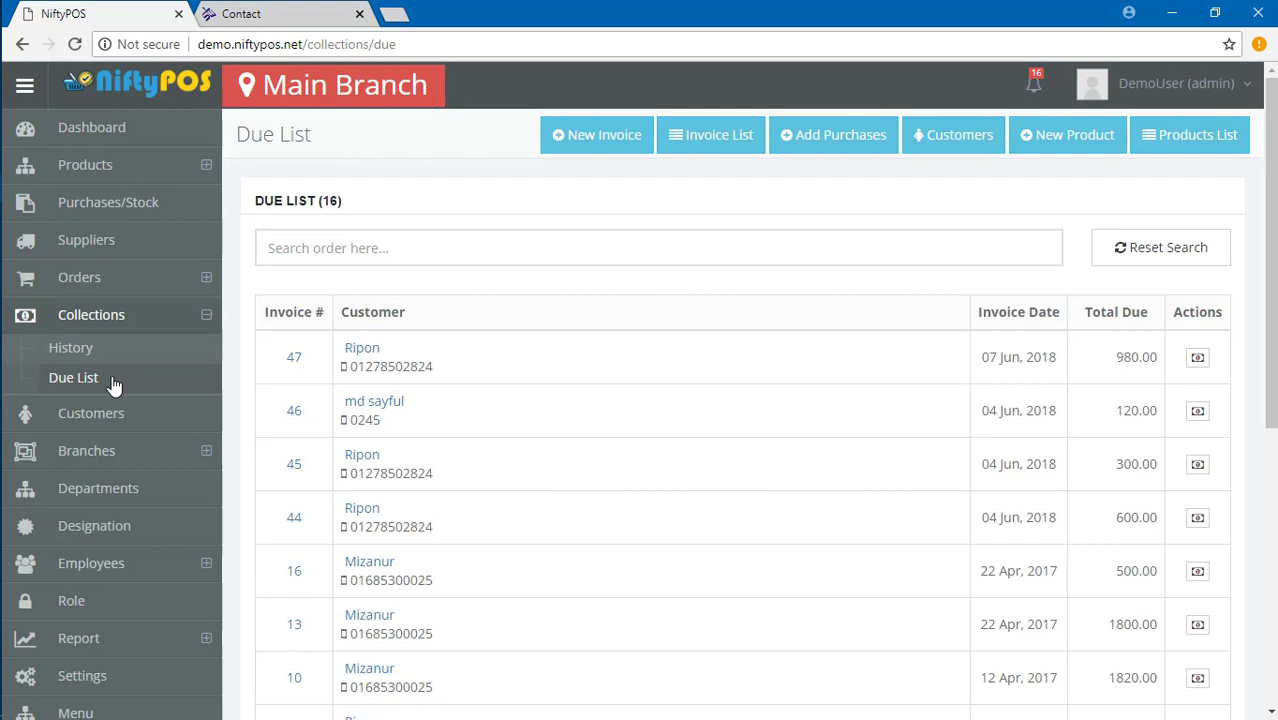 NiftyPOS
Contact
Not secure
demo.niftypos.net/collections/due
NiftyPOS
Main Branch
16
DemoUser (admin)
Dashboard
Products
Purchases/Stock
Suppliers
Orders
Collections
History
Due List
Customers
Branches
Departments
Designation
Employees
Role
Report
Settings
Menu
Due List
New Invoice
Invoice List
Add Purchases
Customers
New Product
Products List
DUE LIST (16)
Search order here...
Reset Search
Invoice # Customer Invoice Date Total Due Actions
47 Ripon 07 Jun, 2018 980.00
01278502824
46 md sayful 04 Jun, 2018 120.00
0245
45 Ripon 04 Jun, 2018 300.00
01278502824
44 Ripon 04 Jun, 2018 600.00
01278502824
16 Mizanur 22 Apr, 2017 500.00
01685300025
13 Mizanur 22 Apr, 2017 1800.00
01685300025
10 Mizanur 12 Apr, 2017 1820.00
01685300025